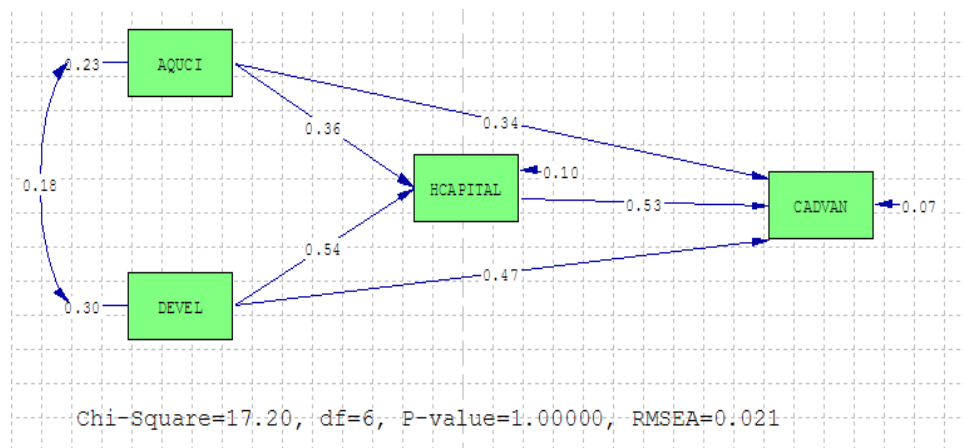 0.23
AQUCI
0.34
0.36
0.18
HCAPITAL
0.10
0.53
CADVAN
0.07
0.54
0.47
0.30
DEVEL
Chi-Square=17.20, df=6, P-value=1.00000, RMSEA=0.021